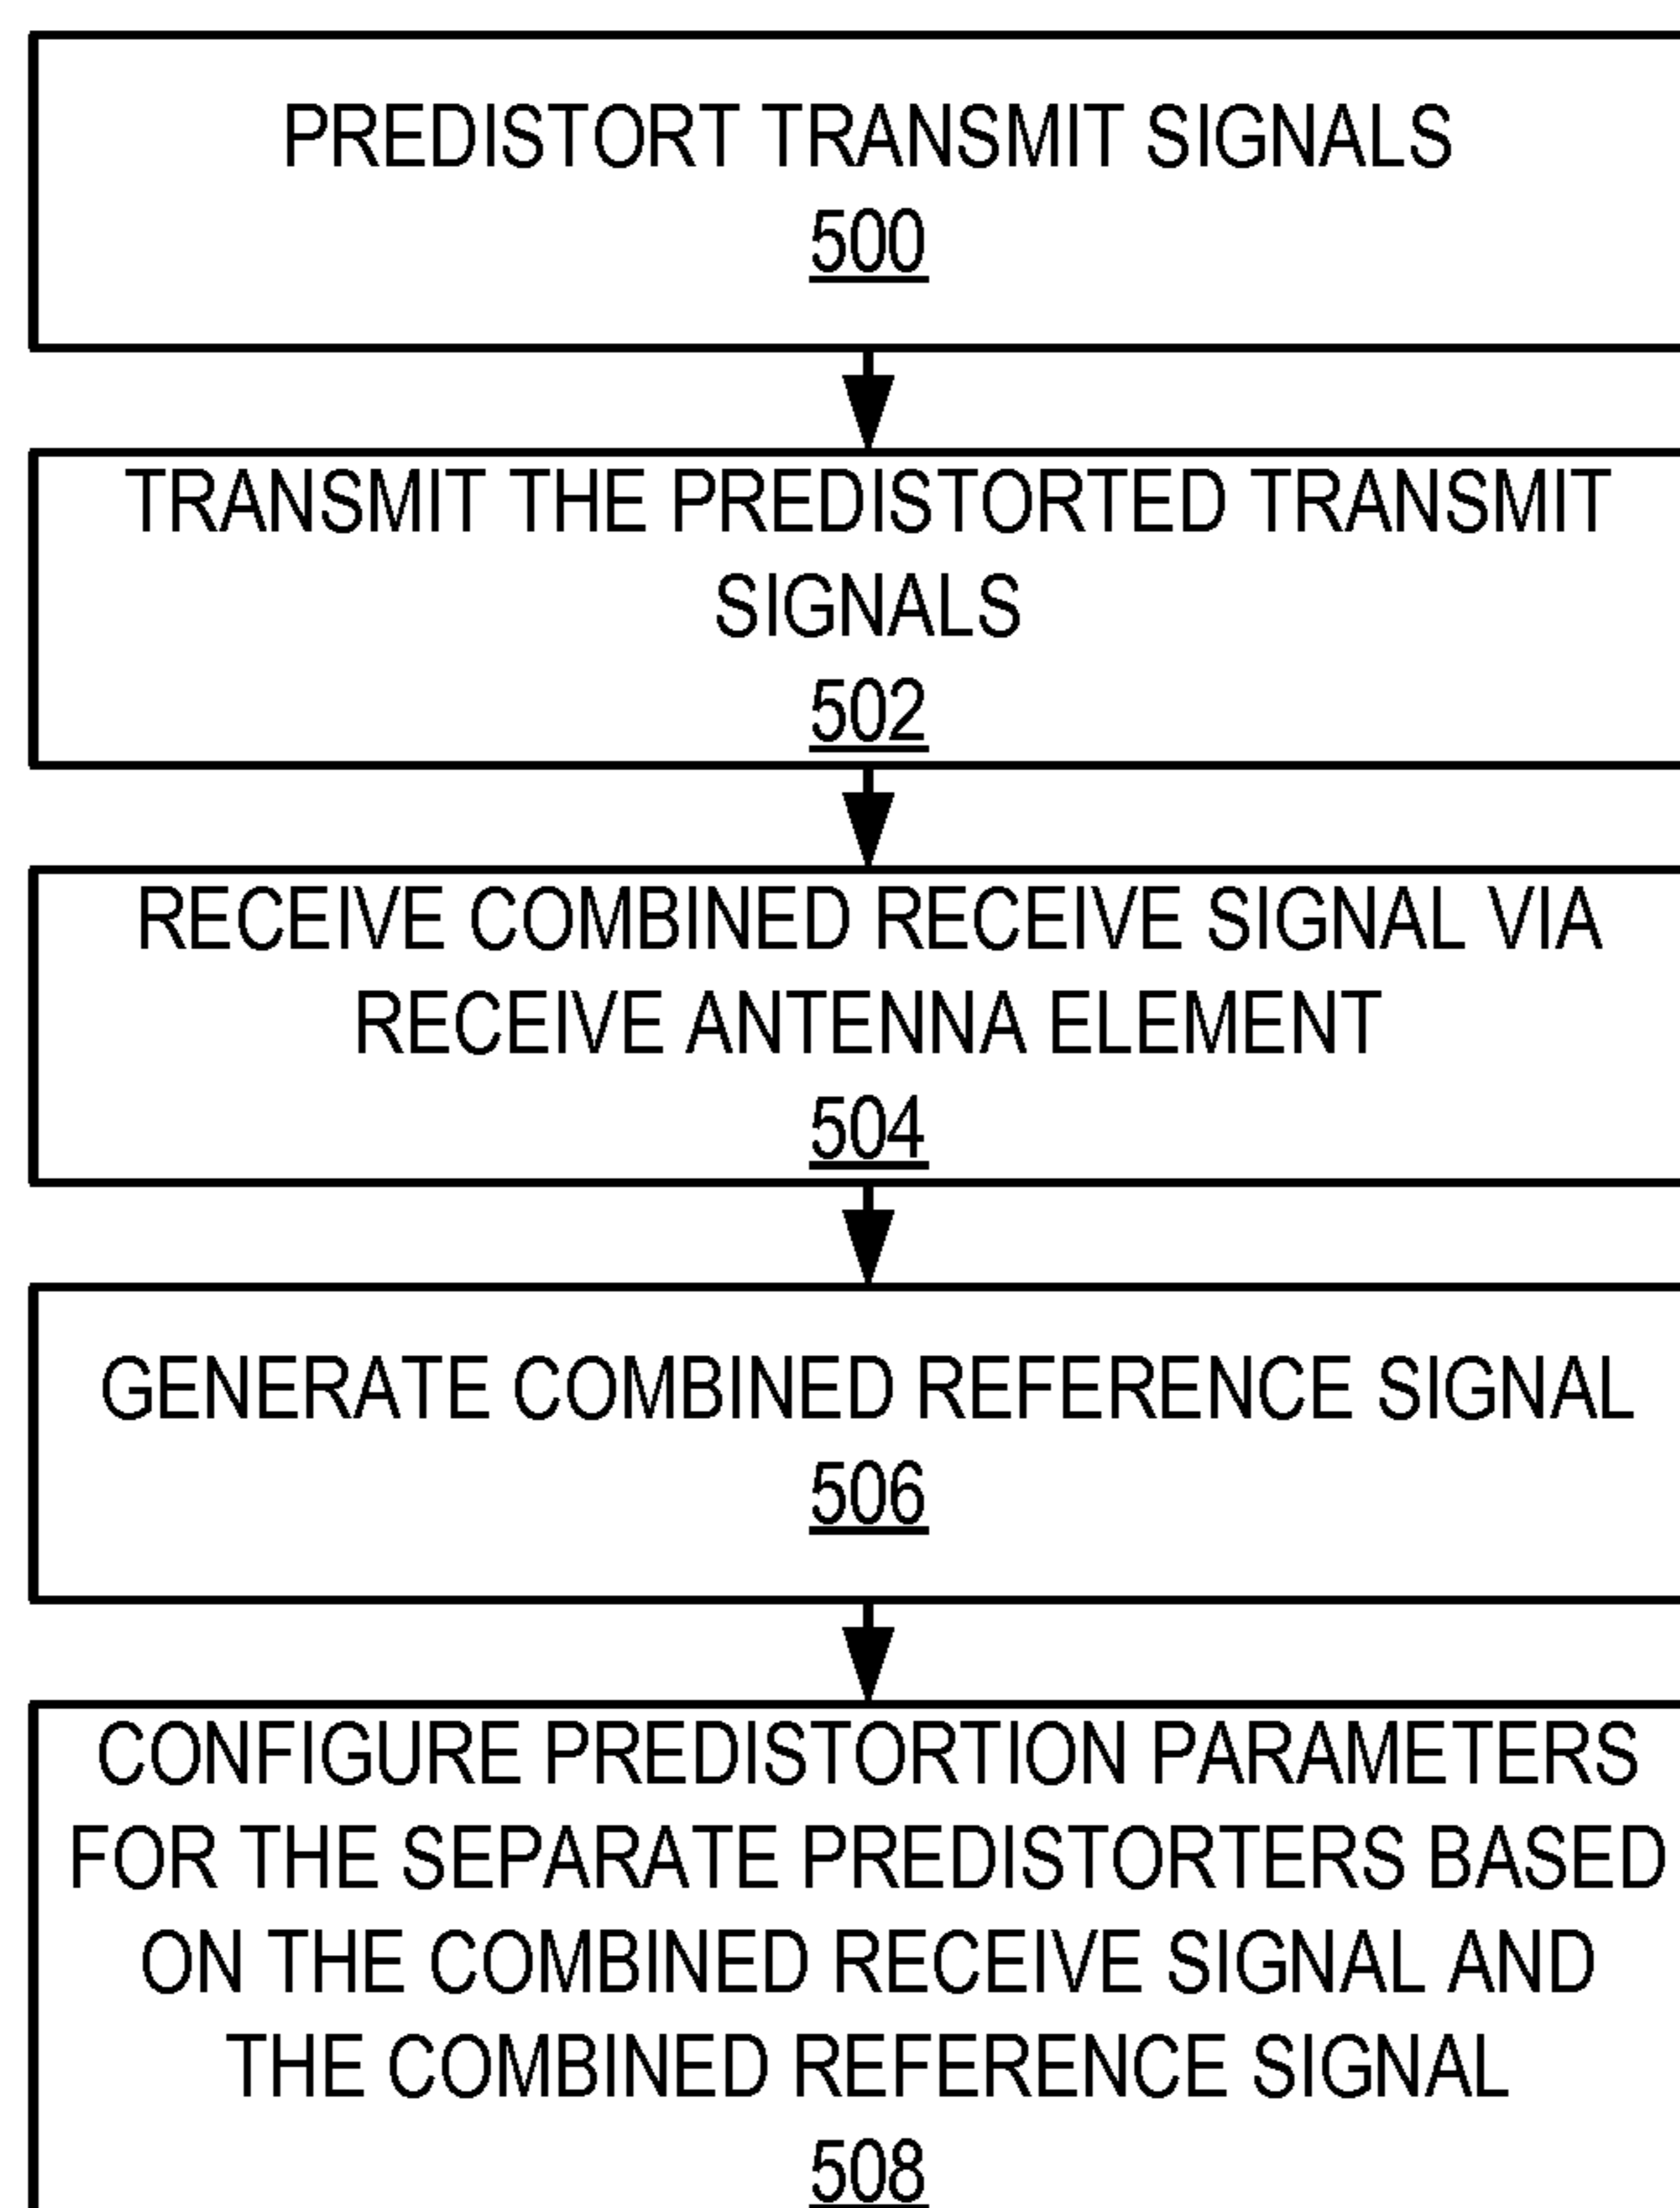 PREDISTORT TRANSMIT SIGNALS
500
TRANSMIT THE PREDISTORTED TRANSMIT
SIGNALS
502
RECEIVE COMBINED RECEIVE SIGNAL VIA
RECEIVE ANTENNA ELEMENT
504
GENERATE COMBINED REFERENCE SIGNAL
506
CONFIGURE PREDISTORTION PARAMETERS
FOR THE SEPARATE PREDISTORTERS BASED
ON THE COMBINED RECEIVE SIGNAL AND
THE COMBINED REFERENCE SIGNAL
508